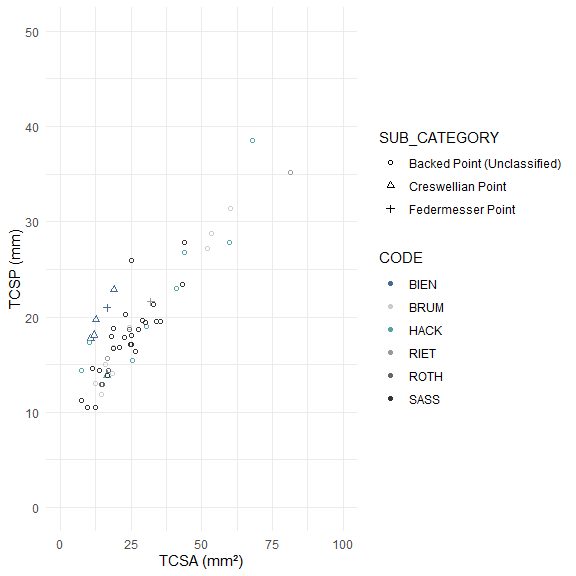 50
40
30
20
10
0
TCSP (mm)
0 25 50 75 100
TCSA (mm²)
SUB_CATEGORY
Backed Point (Unclassified)
Creswellian Point
Federmesser Point
CODE
BIEN
BRUM
HACK
RIET
ROTH
SASS